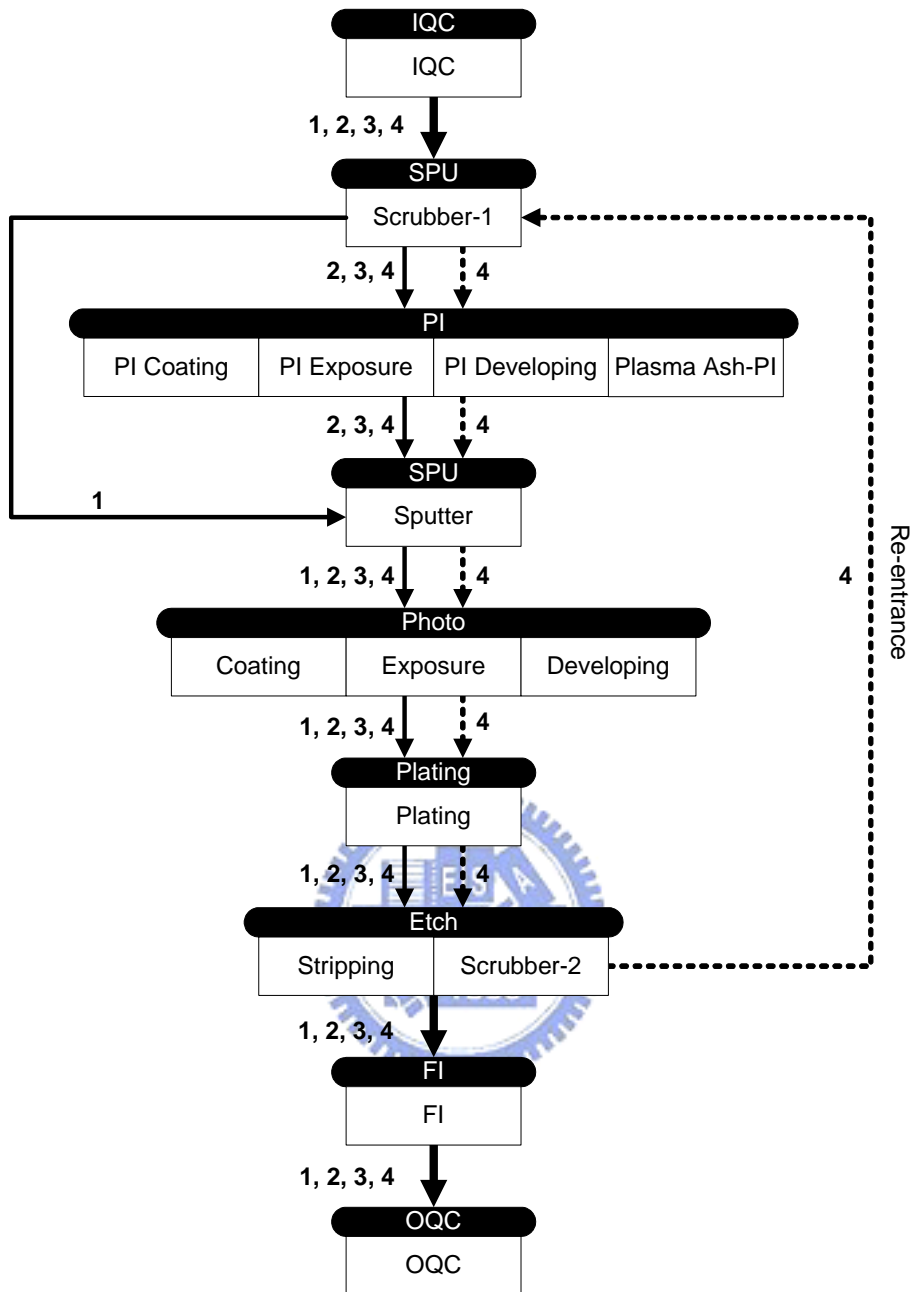 IQC
IQC
1, 2, 3, 4
SPU
Scrubber-1
2, 3, 4
4
PI
PI Coating
PI Exposure
PI Developing
Plasma Ash-PI
2, 3, 4
4
SPU
1
Sputter
Re-entrance
4
1, 2, 3, 4
4
Photo
Coating
Exposure
Developing
1, 2, 3, 4
4
Plating
Plating
1, 2, 3, 4
4
Etch
Stripping
Scrubber-2
1, 2, 3, 4
FI
FI
1, 2, 3, 4
OQC
OQC